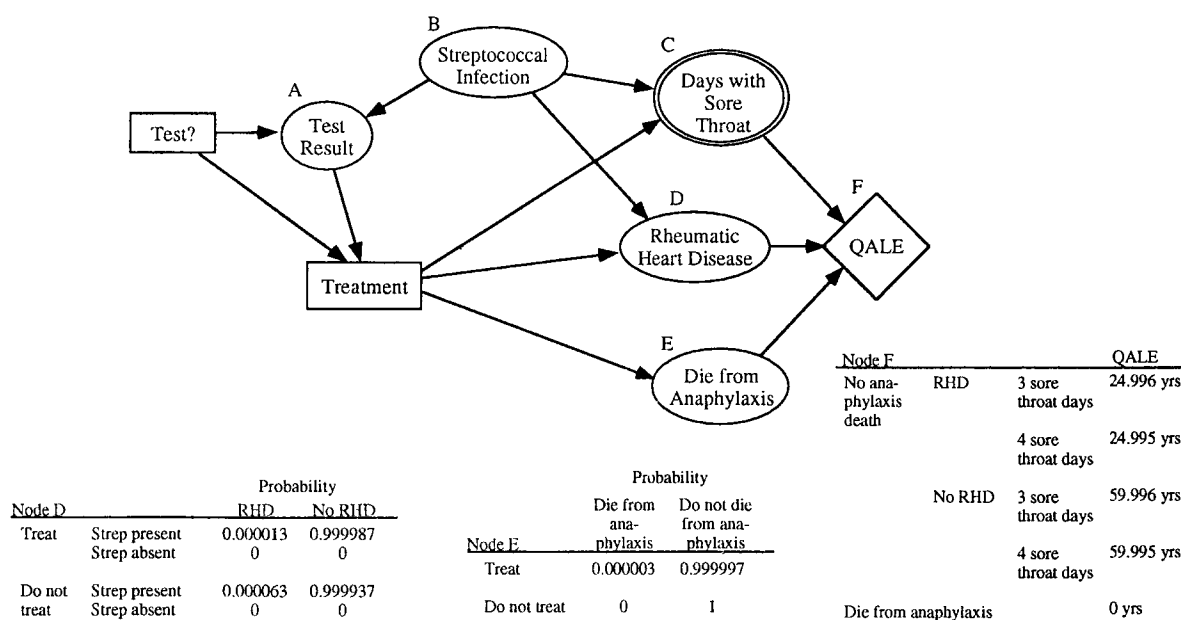 B
Streptococcal
Infection
C
Days with
Sore
Throat
A
Test
Result
Test?
D
Rheumatic
Heart Disease
F
QALE
Treatment
E
Die from
Anaphylaxis
Node F QALE
No ana- RHD 3 sore 24.996 yrs
phylaxis throat days
death
4 sore 24.995 yrs
throat days
No RHD 3 sore 59.996 yrs
throat days
4 sore 59.995 yrs
throat days
Die from anaphylaxis 0 yrs
Probability
Node D RHD No RHD
Treat Strep present 0.000013 0.999987
Strep absent 0 0
Do not Strep present 0.000063 0.999937
treat Strep absent 0 0
Probability
Die from Do not die
ana- from ana-
Node E phylaxis phylaxis
Treat 0.000003 0.999997
Do not treat 0 1